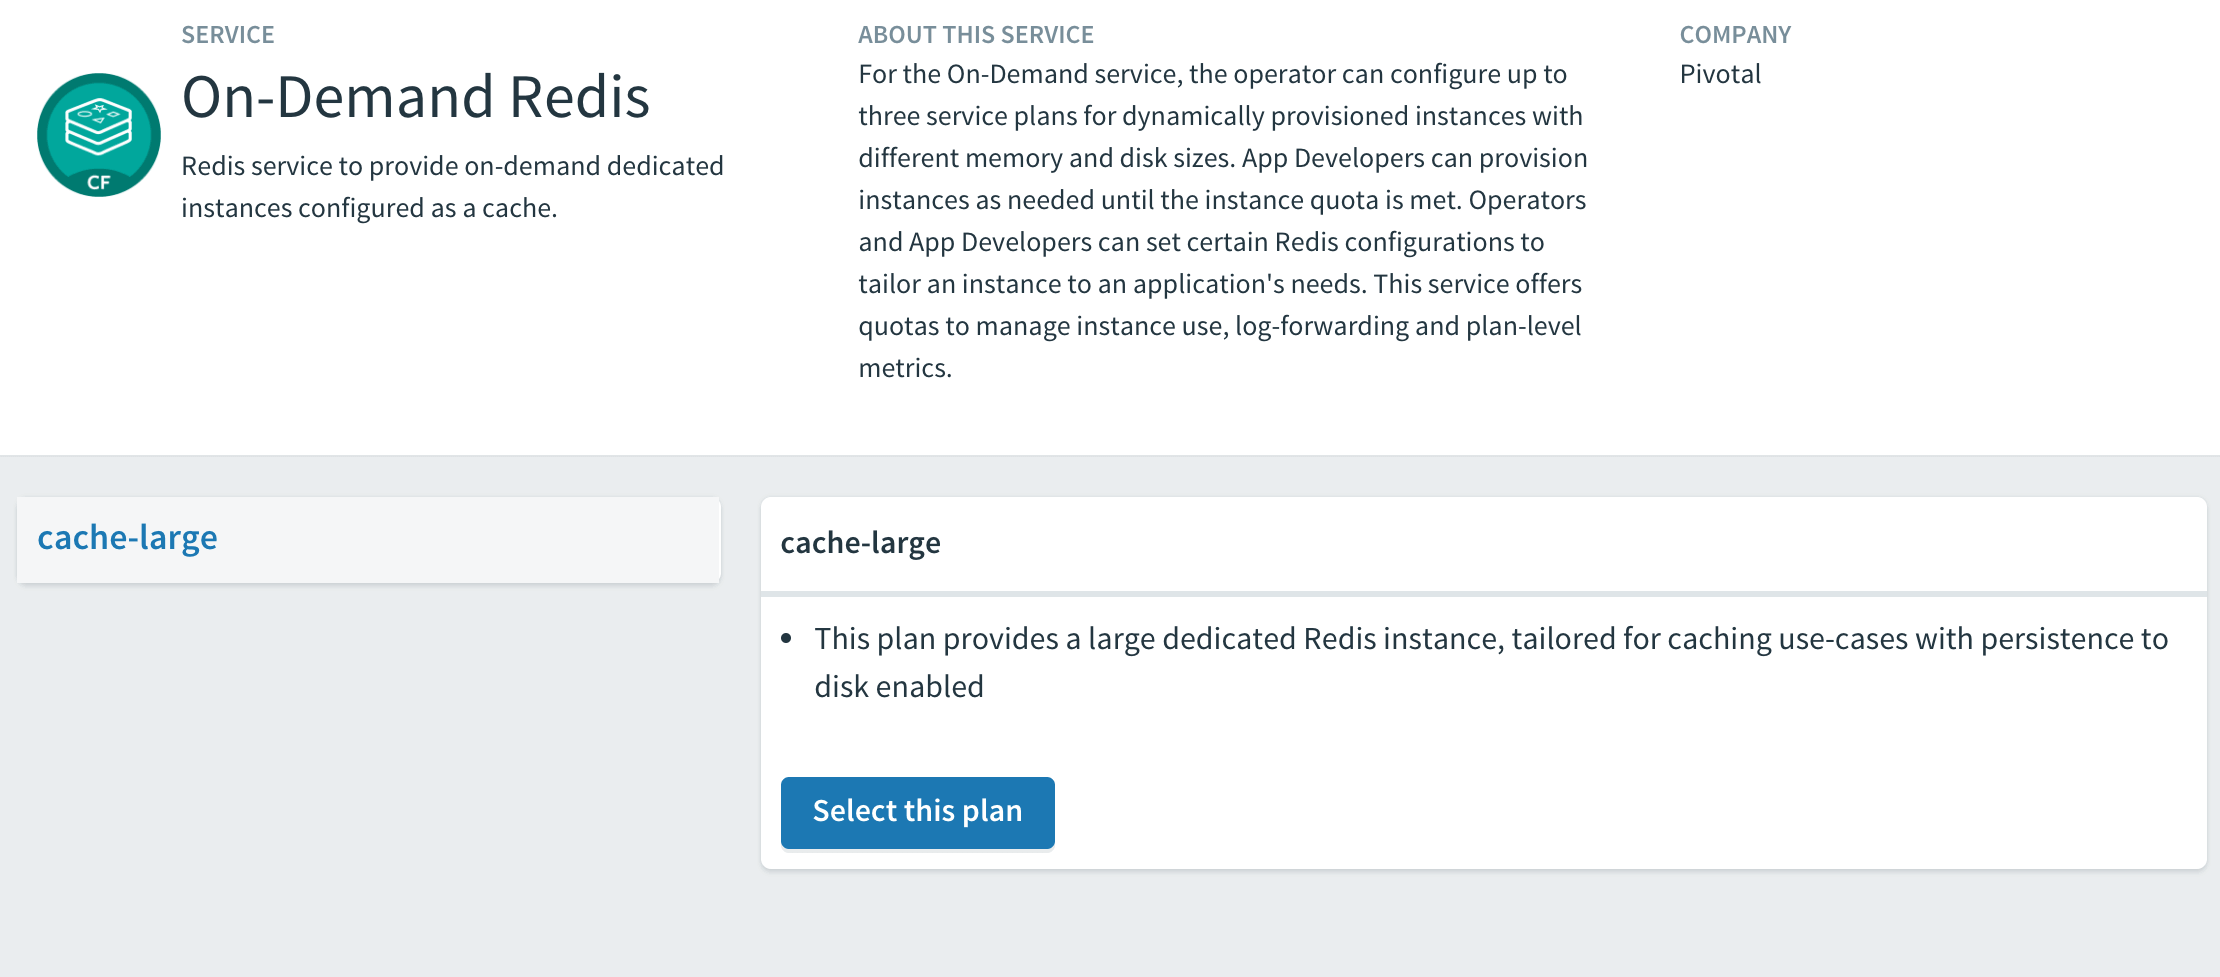 SERVICE
On-Demand Redis
Redis service to provide on-demand dedicated
instances configured as a cache.
CF
ABOUT THIS SERVICE
For the On-Demand service, the operator can configure up to
three service plans for dynamically provisioned instances with
different memory and disk sizes. App Developers can provision
instances as needed until the instance quota is met. Operators
and App Developers can set certain Redis configurations to
tailor an instance to an application's needs. This service offers
quotas to manage instance use, log-forwarding and plan-level
metrics.
COMPANY
Pivotal
cache-large
cache-large
• This plan provides a large dedicated Redis instance, tailored for caching use-cases with persistence to
disk enabled
Select this plan